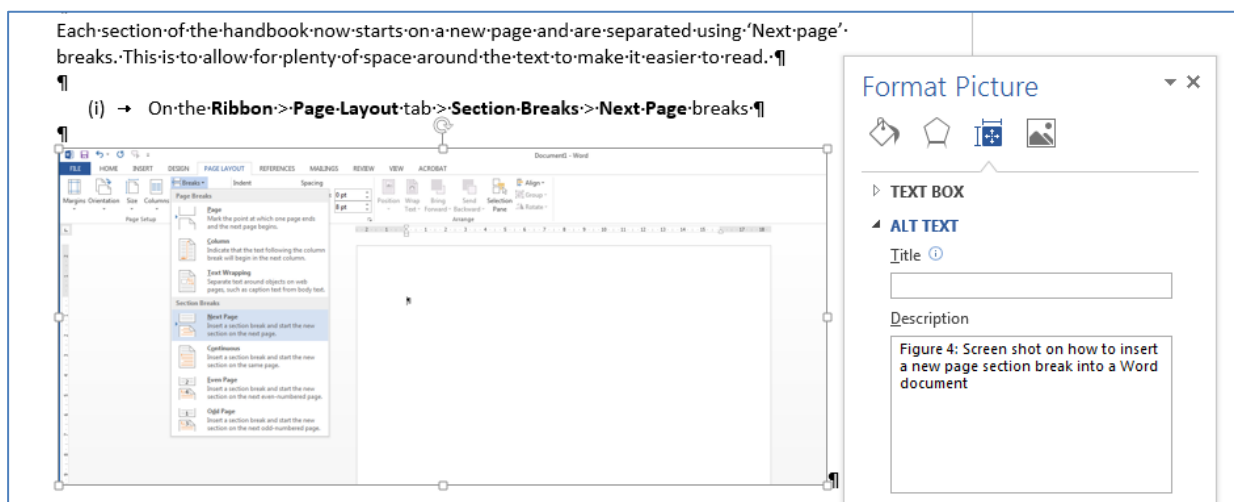 Each section of the handbook now starts on a new page and are separated using ‘Next page’
breaks. This is to allow for plenty of space around the text to make it easier to read. ¶
¶
(i) → On the Ribbon > Page Layout tab > Section Breaks > Next Page breaks ¶
¶
Document1 - Word
FILE HOME INSERT DESIGN PAGE LAYOUT REFERENCES MAILINGS REVIEW VIEW ACROBAT
Margins Orientation Size Columns
Page Setup
Breaks
Indent Spacing
0 pt
8 pt
Position Wrap Text Bring Forward Send Backward Selection Pane
Align
Group
Rotate
Arrange
Page Breaks
Page
Mark the point at which one page ends
and the next page begins.
Column
Indicate that the text following the column
break will begin in the next column.
Text Wrapping
Separate text around objects on web
pages, such as caption text from body text.
Section Breaks
Next Page
Insert a section break and start the new
section on the next page.
Continuous
Insert a section break and start the new
section on the same page.
Even Page
Insert a section break and start the new
section on the next even-numbered page.
Odd Page
Insert a section break and start the new
section on the next odd-numbered page.
¶
Format Picture
TEXT BOX
ALT TEXT
Title
Description
Figure 4: Screen shot on how to insert
a new page section break into a Word
document